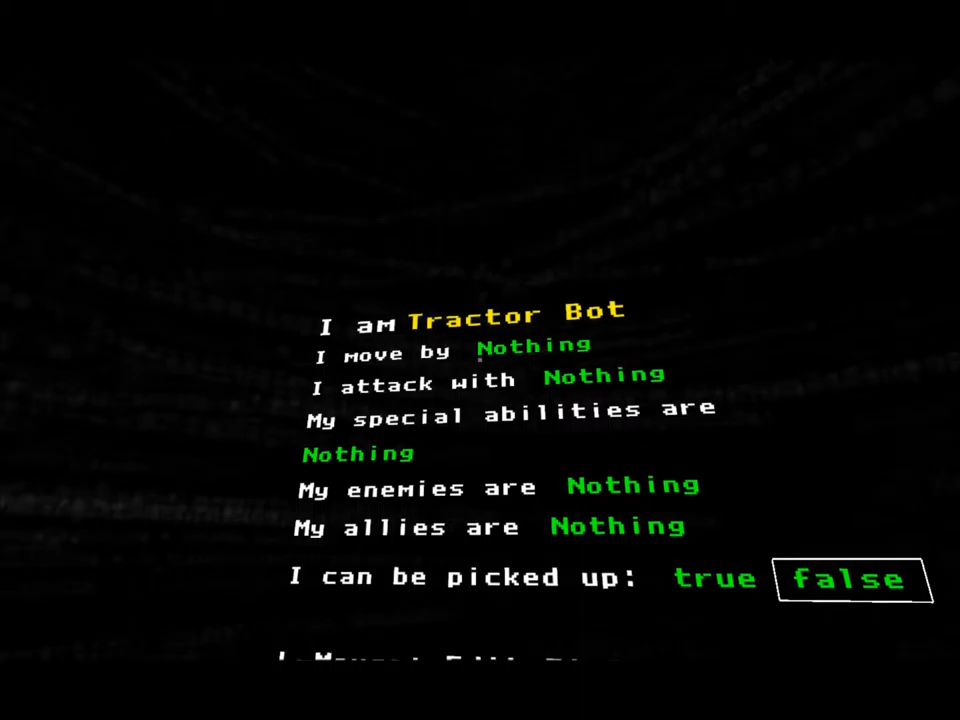 I am Tractor Bot
I move by Nothing
I attack with Nothing
My special abilities are
Nothing
My enemies are Nothing
My allies are Nothing
I can be picked up: true false